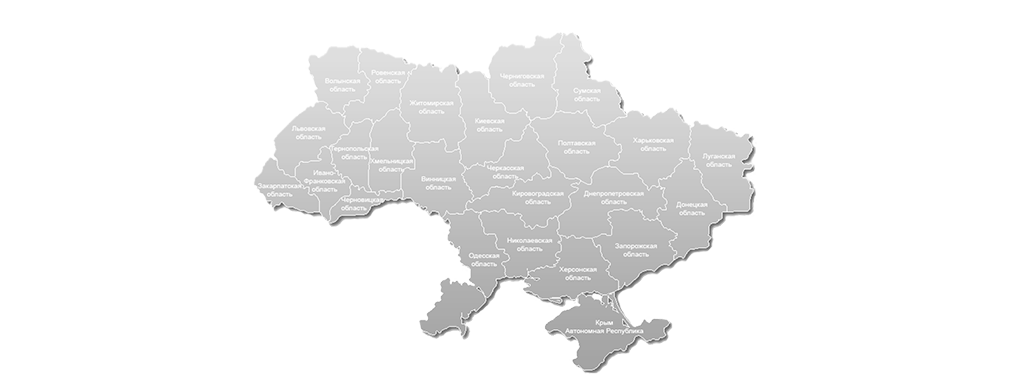 Волынская
область
Ровенская
область
Житомирская
область
Киевская
область
Черниговская
область
Сумская
область
Львовская
область
Тернопольская
область
Хмельницкая
область
Винницкая
область
Черкасская
область
Полтавская
область
Харьковская
область
Луганская
область
Закарпатская
область
Ивано-
Франковская
область
Черновицкая
область
Кировоградская
область
Днепропетровская
область
Донецкая
область
Одесская
область
Николаевская
область
Херсонская
область
Запорожская
область
Крым
Автономная Республика